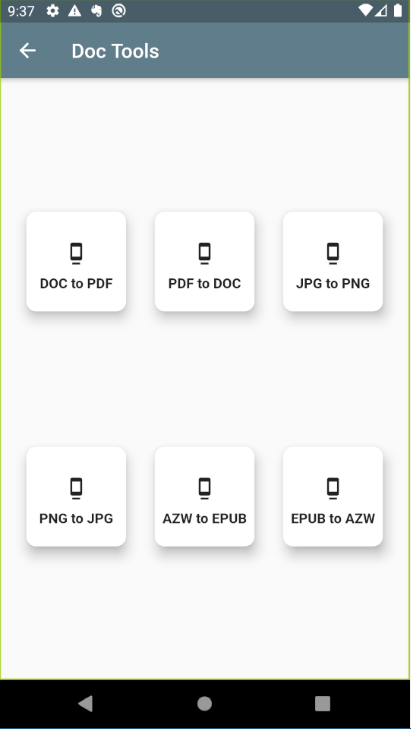 9:37
Doc Tools
DOC to PDF
PDF to DOC
JPG to PNG
PNG to JPG
AZW to EPUB
EPUB to AZW